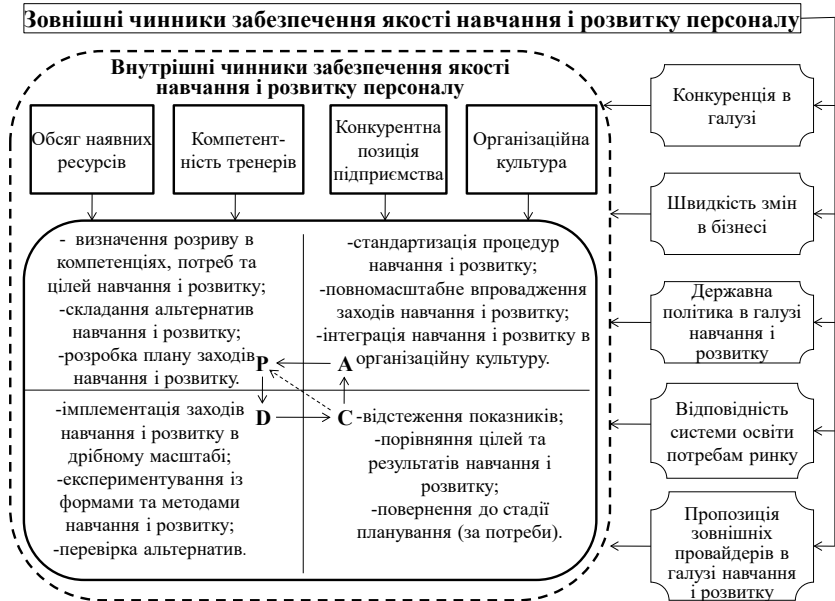 Зовнішні чинники забезпечення якості навчання і розвитку персоналу
Внутрішні чинники забезпечення якості
навчання і розвитку персоналу
Обсяг наявних
ресурсів
Компетент-
ність тренерів
Конкурентна
позиція
підприємства
Організаційна
культура
- визначення розриву в
компетенціях, потреб та
цілей навчання і розвитку;
-складання альтернатив
навчання і розвитку;
-розробка плану заходів
навчання і розвитку.
-стандартизація процедур
навчання і розвитку;
-повномасштабне впровадження
заходів навчання і розвитку;
-інтеграція навчання і розвитку в
організаційну культуру.
P
A
D
C
-імплементація заходів
навчання і розвитку в
дрібному масштабі;
-експериментування із
формами та методами
навчання і розвитку;
-перевірка альтернатив.
-відстеження показників;
-порівняння цілей та
результатів навчання і
розвитку;
-повернення до стадії
планування (за потреби).
Конкуренція в
галузі
Швидкість змін
в бізнесі
Державна
політика в галузі
навчання і
розвитку
Відповідність
системи освіти
потребам ринку
Пропозиція
зовнішніх
провайдерів в
галузі навчання
і розвитку